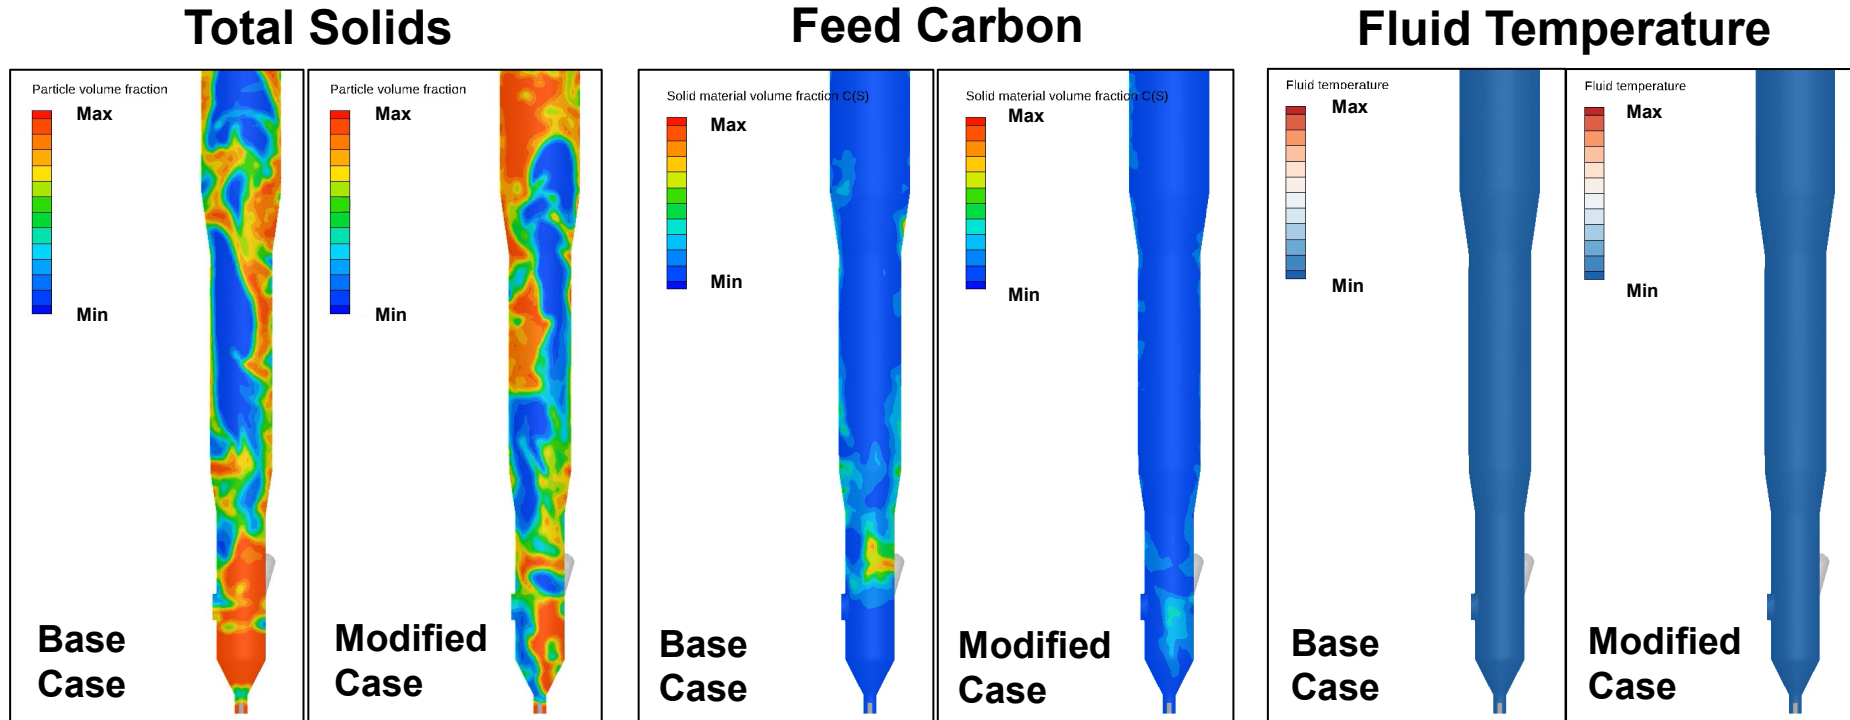 Total Solids
Feed Carbon
Fluid Temperature
Particle volume fraction
Max
Min
Base
Case
Particle volume fraction
Max
Min
Modified
Case
Solid material volume fraction C(S)
Max
Min
Base
Case
Solid material volume fraction C(S)
Max
Min
Modified
Case
Fluid temperature
Max
Min
Base
Case
Fluid temperature
Max
Min
Modified
Case